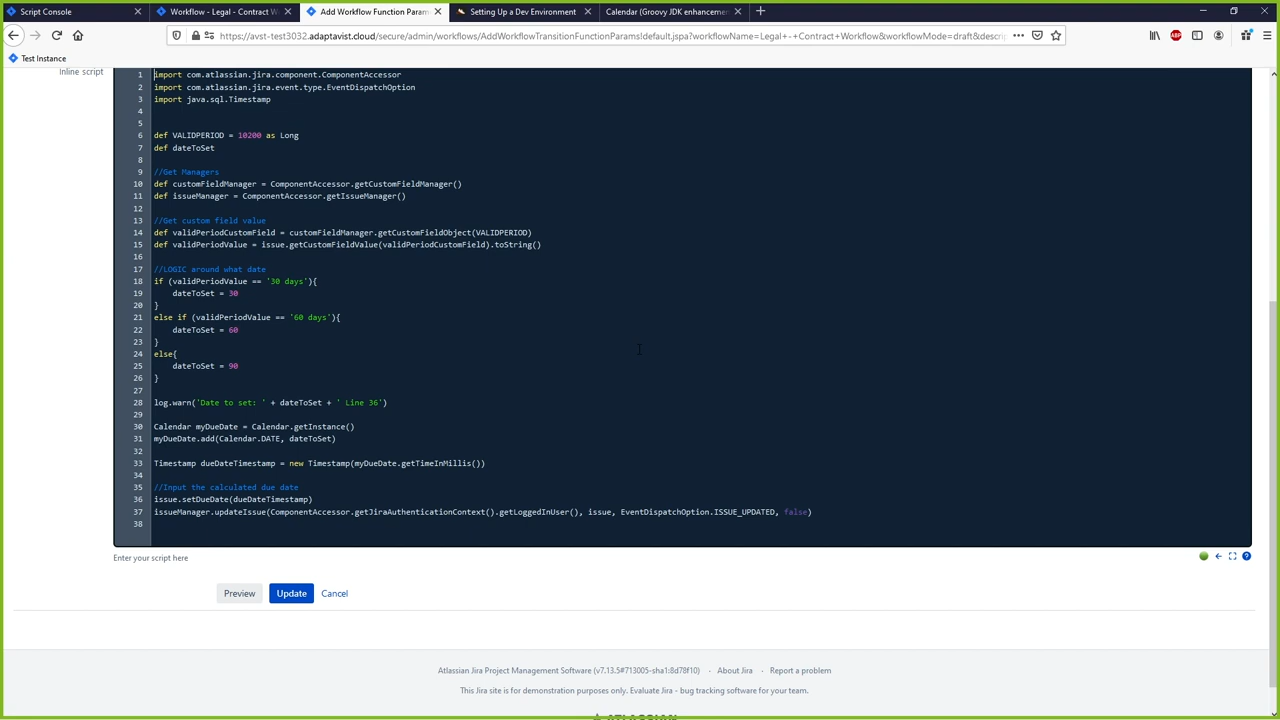 Script Console
Workflow - Legal - Contract W
Add Workflow Function Param
Setting Up a Dev Environment
Calendar (Groovy JDK enhancemen
https://avst-test3032.adaptavist.cloud/secure/admin/workflows/AddWorkflowTransitionFunctionParams!default.jspa?workflowName=Legal+-+Contract+Workflow&workflowMode=draft&descri
Test Instance
Inline script
1 import com.atlassian.jira.component.ComponentAccessor
2 import com.atlassian.jira.event.type.EventDispatchOption
3 import java.sql.Timestamp
4
5
6 def VALIDPERIOD = 10200 as Long
7 def dateToSet
8
9 //Get Managers
10 def customFieldManager = ComponentAccessor.getCustomFieldManager()
11 def issueManager = ComponentAccessor.getIssueManager()
12
13 //Get custom field value
14 def validPeriodCustomField = customFieldManager.getCustomFieldObject(VALIDPERIOD)
15 def validPeriodValue = issue.getCustomFieldValue(validPeriodCustomField).toString()
16
17 //LOGIC around what date
18 if (validPeriodValue == '30 days'){
19 dateToSet = 30
20 }
21 else if (validPeriodValue == '60 days'){
22 dateToSet = 60
23 }
24 else{
25 dateToSet = 90
26 }
27
28 log.warn('Date to set: ' + dateToSet + ' Line 36')
29
30 Calendar myDueDate = Calendar.getInstance()
31 myDueDate.add(Calendar.DATE, dateToSet)
32
33 Timestamp dueDateTimestamp = new Timestamp(myDueDate.getTimeInMillis())
34
35 //Input the calculated due date
36 issue.setDueDate(dueDateTimestamp)
37 issueManager.updateIssue(ComponentAccessor.getJiraAuthenticationContext().getLoggedInUser(), issue, EventDispatchOption.ISSUE_UPDATED, false)
38
Enter your script here
Preview Update Cancel
Atlassian Jira Project Management Software (v7.13.5#713005-sha1:8d78f10) · About Jira · Report a problem
This Jira site is for demonstration purposes only. Evaluate Jira - bug tracking software for your team.
ATLASSIAN